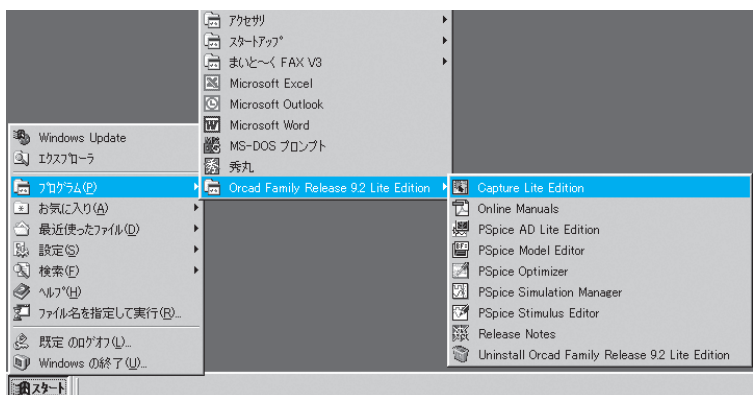 アクセサリ
スタートアップ
まいと～く FAX V3
Microsoft Excel
Microsoft Outlook
Microsoft Word
MS-DOS プロンプト
秀丸
Orcad Family Release 9.2 Lite Edition
Windows Update
エクスプローラ
プログラム(P)
お気に入り(A)
最近使ったファイル(D)
設定(S)
検索(F)
ヘルプ(H)
ファイル名を指定して実行(R)...
既定 のログオフ(L)...
Windows の終了(U)...
Capture Lite Edition
Online Manuals
PSpice AD Lite Edition
PSpice Model Editor
PSpice Optimizer
PSpice Simulation Manager
PSpice Stimulus Editor
Release Notes
Uninstall Orcad Family Release 9.2 Lite Edition
スタート